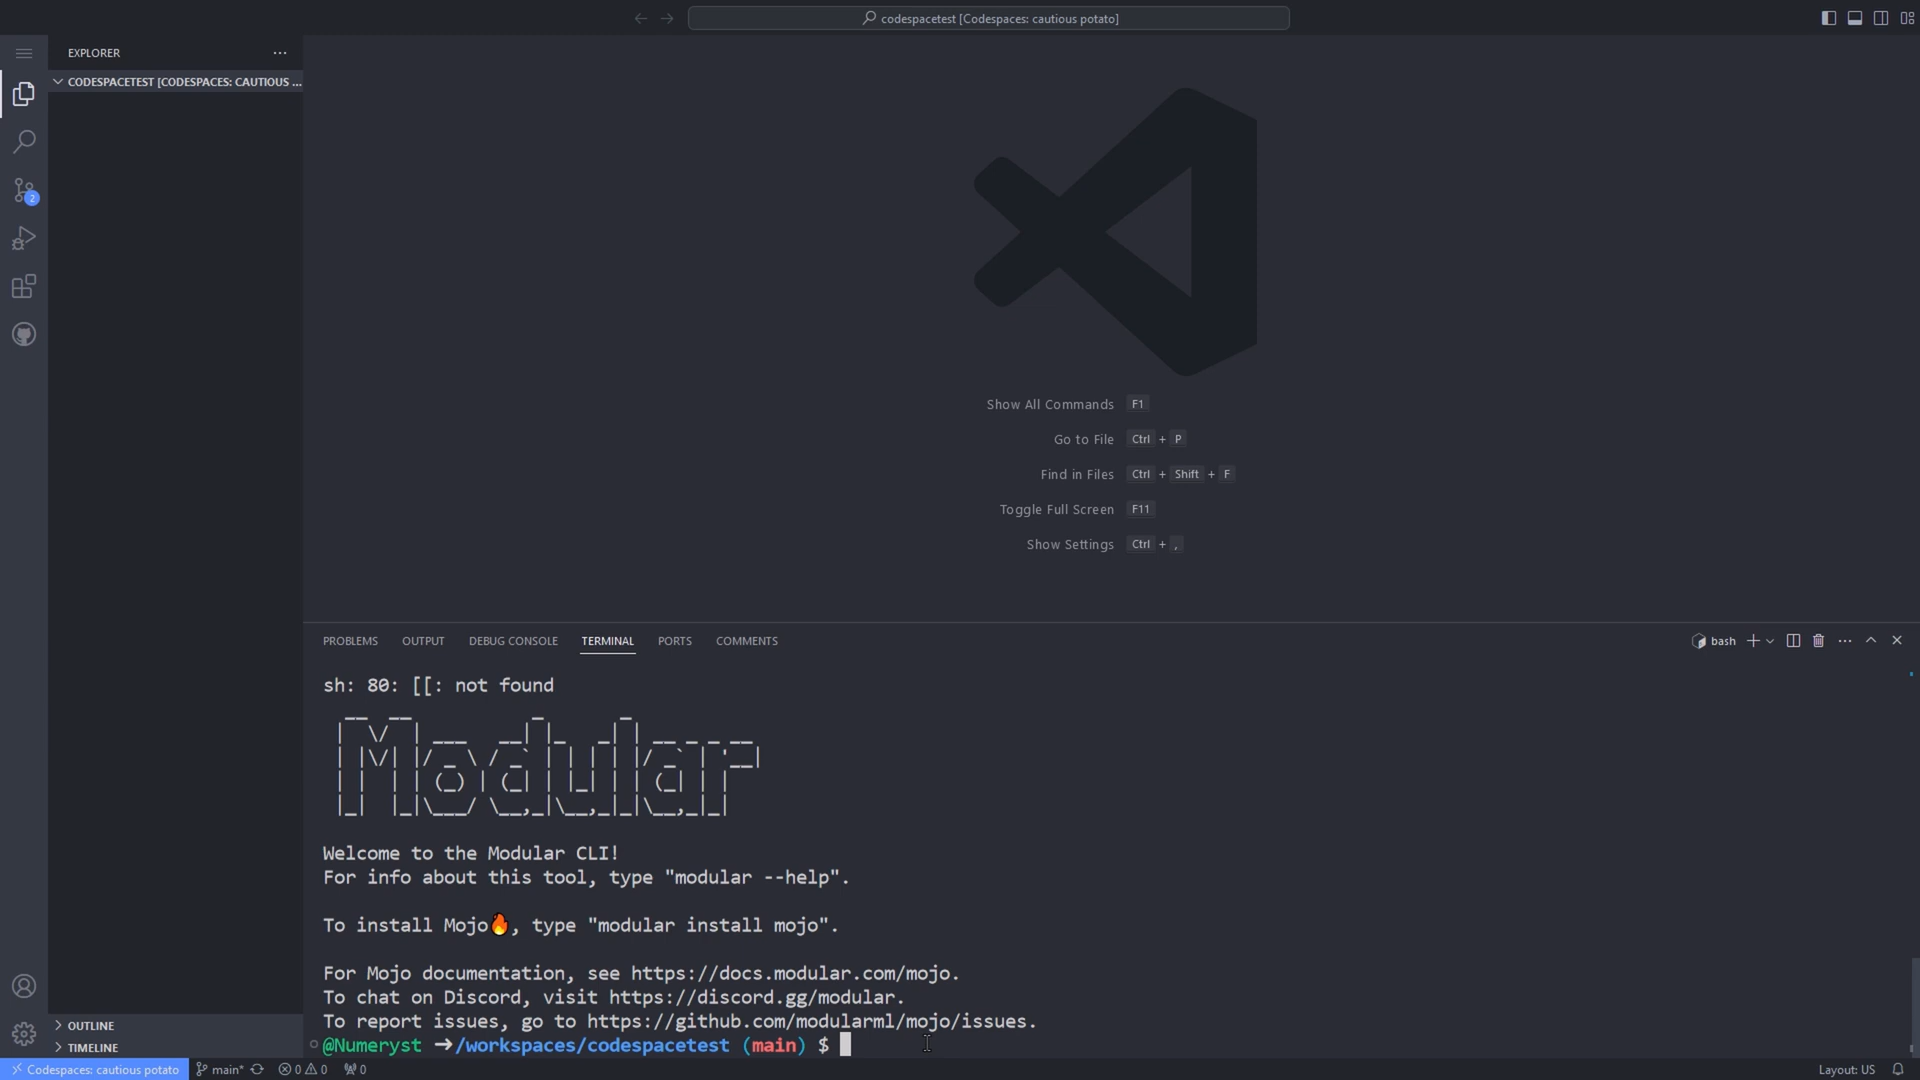 codespacetest [Codespaces: cautious potato]
EXPLORER
CODESPACETEST [CODESPACES: CAUTIOUS ...
2
Show All Commands F1
Go to File Ctrl + P
Find in Files Ctrl + Shift + F
Toggle Full Screen F11
Show Settings Ctrl + ,
PROBLEMS OUTPUT DEBUG CONSOLE TERMINAL PORTS COMMENTS
bash
sh: 80: [[: not found
Modular
Welcome to the Modular CLI!
For info about this tool, type "modular --help".
To install Mojo🔥, type "modular install mojo".
For Mojo documentation, see https://docs.modular.com/mojo.
To chat on Discord, visit https://discord.gg/modular.
To report issues, go to https://github.com/modularml/mojo/issues.
@Numeryst ➜/workspaces/codespacetest (main) $
OUTLINE
TIMELINE
Codespaces: cautious potato main* 0 0 0 Layout: US